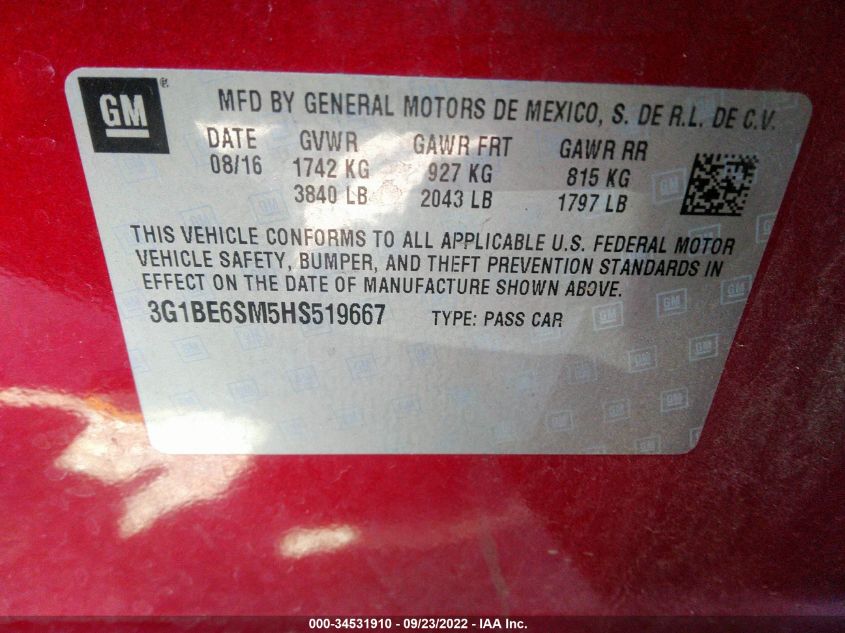 GM ®
MFD BY GENERAL MOTORS DE MEXICO, S. DE R.L. DE C.V.
DATE GVWR GAWR FRT GAWR RR
08/16 1742 KG 927 KG 815 KG
3840 LB 2043 LB 1797 LB
THIS VEHICLE CONFORMS TO ALL APPLICABLE U.S. FEDERAL MOTOR
VEHICLE SAFETY, BUMPER, AND THEFT PREVENTION STANDARDS IN
EFFECT ON THE DATE OF MANUFACTURE SHOWN ABOVE.
3G1BE6SM5HS519667 TYPE: PASS CAR
000-34531910 - 09/23/2022 - IAA Inc.